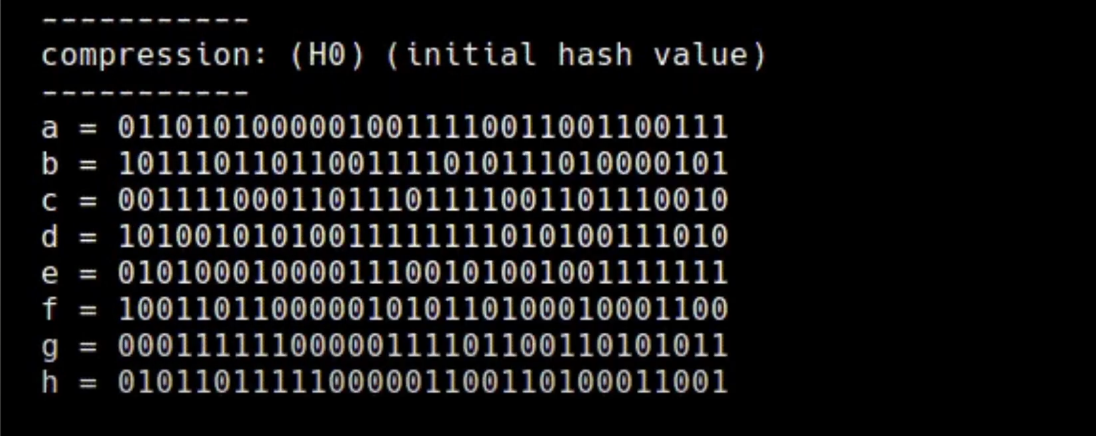 -----------
compression: (H0) (initial hash value)
-----------
a = 01101010000010011110011001100111
b = 10111011011001111010111010000101
c = 00111100011011101111001101110010
d = 10100101010011111111010100111010
e = 01010001000011100101001001111111
f = 10011011000001010110100010001100
g = 00011111100000111101100110101011
h = 01011011111000001100110100011001